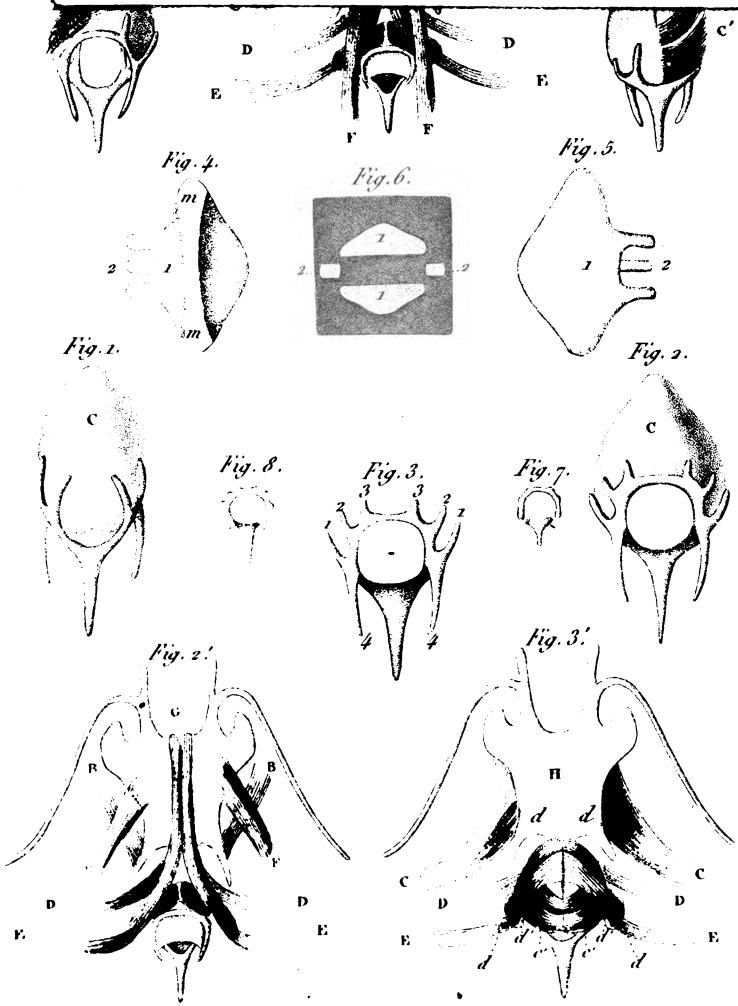 C'
D D
E E
F F
Fig. 4. Fig. 6. Fig. 5.
m
1
2 1 2 2 1 2
1
m
Fig. 1. Fig. 2.
C C
Fig. 8. Fig. 3. Fig. 7.
3 3
2 2
1 1
4 4
Fig. 2'. Fig. 3'.
G
B B
H
d d
F
C C
D D D D
E E E E
d d
c c
d d